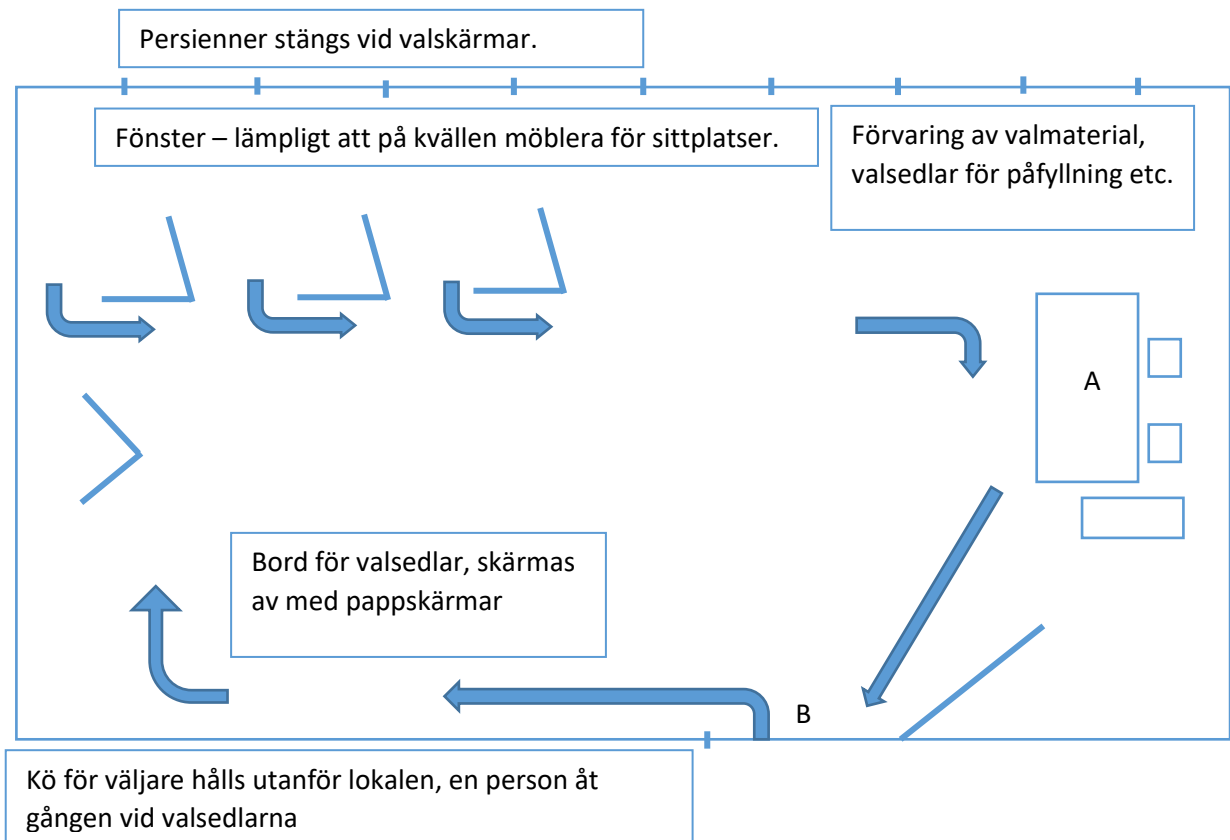 Persienner stängs vid valskärmar.
Fönster – lämpligt att på kvällen möblera för sittplatser.
Förvaring av valmaterial,
valsedlar för påfyllning etc.
A
Bord för valsedlar, skärmas
av med pappskärmar
B
Kö för väljare hålls utanför lokalen, en person åt
gången vid valsedlarna